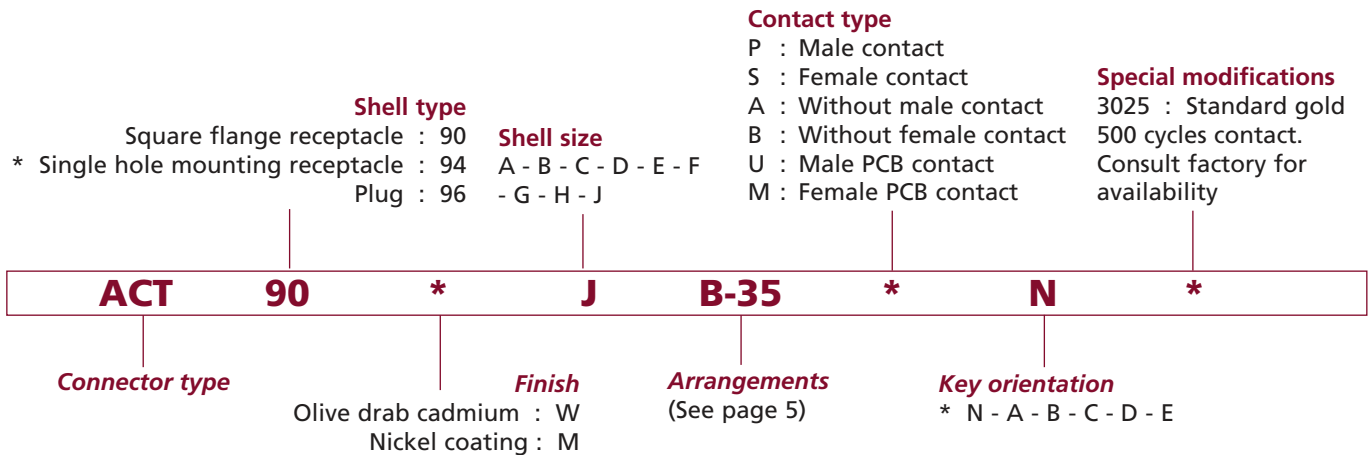 Contact type
P : Male contact
S : Female contact
A : Without male contact
B : Without female contact
U : Male PCB contact
M : Female PCB contact
Special modifications
3025 : Standard gold
500 cycles contact.
Consult factory for
availability
Shell type
Square flange receptacle : 90
* Single hole mounting receptacle : 94
Plug : 96
Shell size
A - B - C - D - E - F
- G - H - J
ACT 90 * J B-35 * N *
Connector type
Finish
Olive drab cadmium : W
Nickel coating : M
Arrangements
(See page 5)
Key orientation
* N - A - B - C - D - E